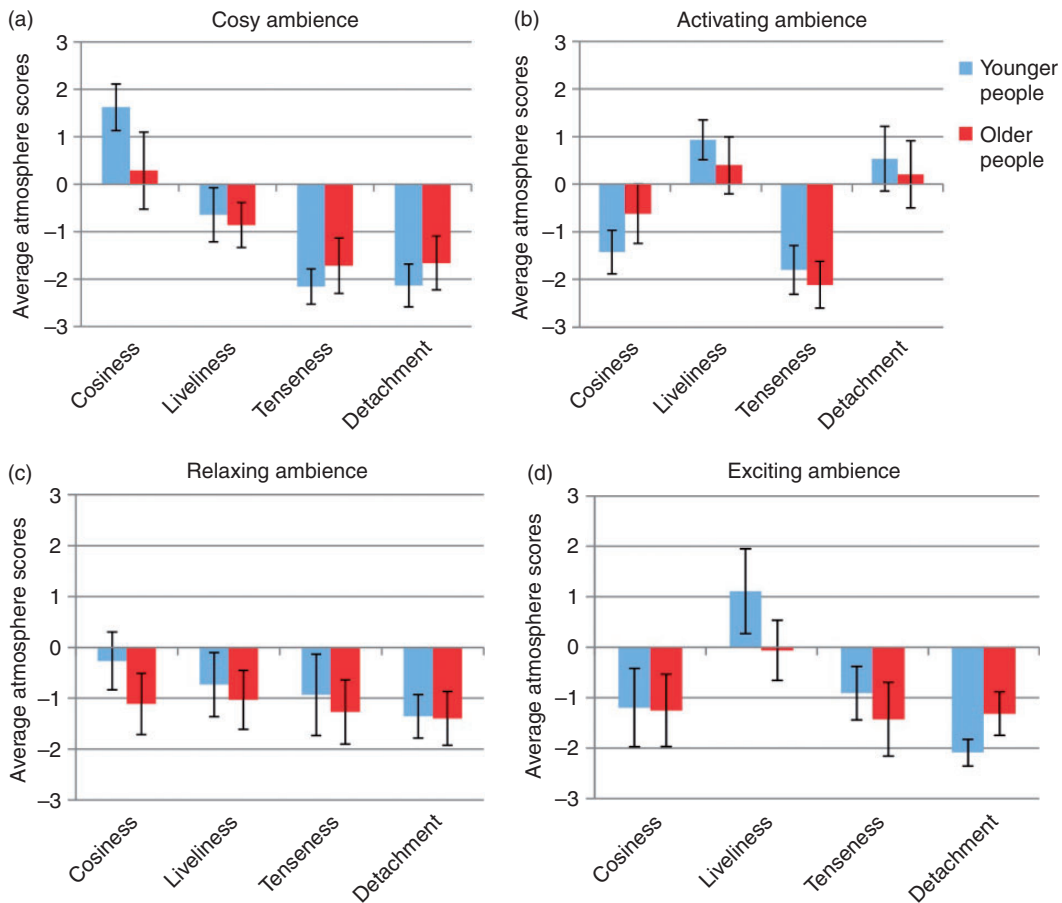 (a)
Cosy ambience
Average atmosphere scores
3
2
1
0
–1
–2
–3
Cosiness
Liveliness
Tenseness
Detachment
(b)
Activating ambience
Average atmosphere scores
3
2
1
0
–1
–2
–3
Cosiness
Liveliness
Tenseness
Detachment
Younger
people
Older
people
(c)
Relaxing ambience
Average atmosphere scores
3
2
1
0
–1
–2
–3
Cosiness
Liveliness
Tenseness
Detachment
(d)
Exciting ambience
Average atmosphere scores
3
2
1
0
–1
–2
–3
Cosiness
Liveliness
Tenseness
Detachment